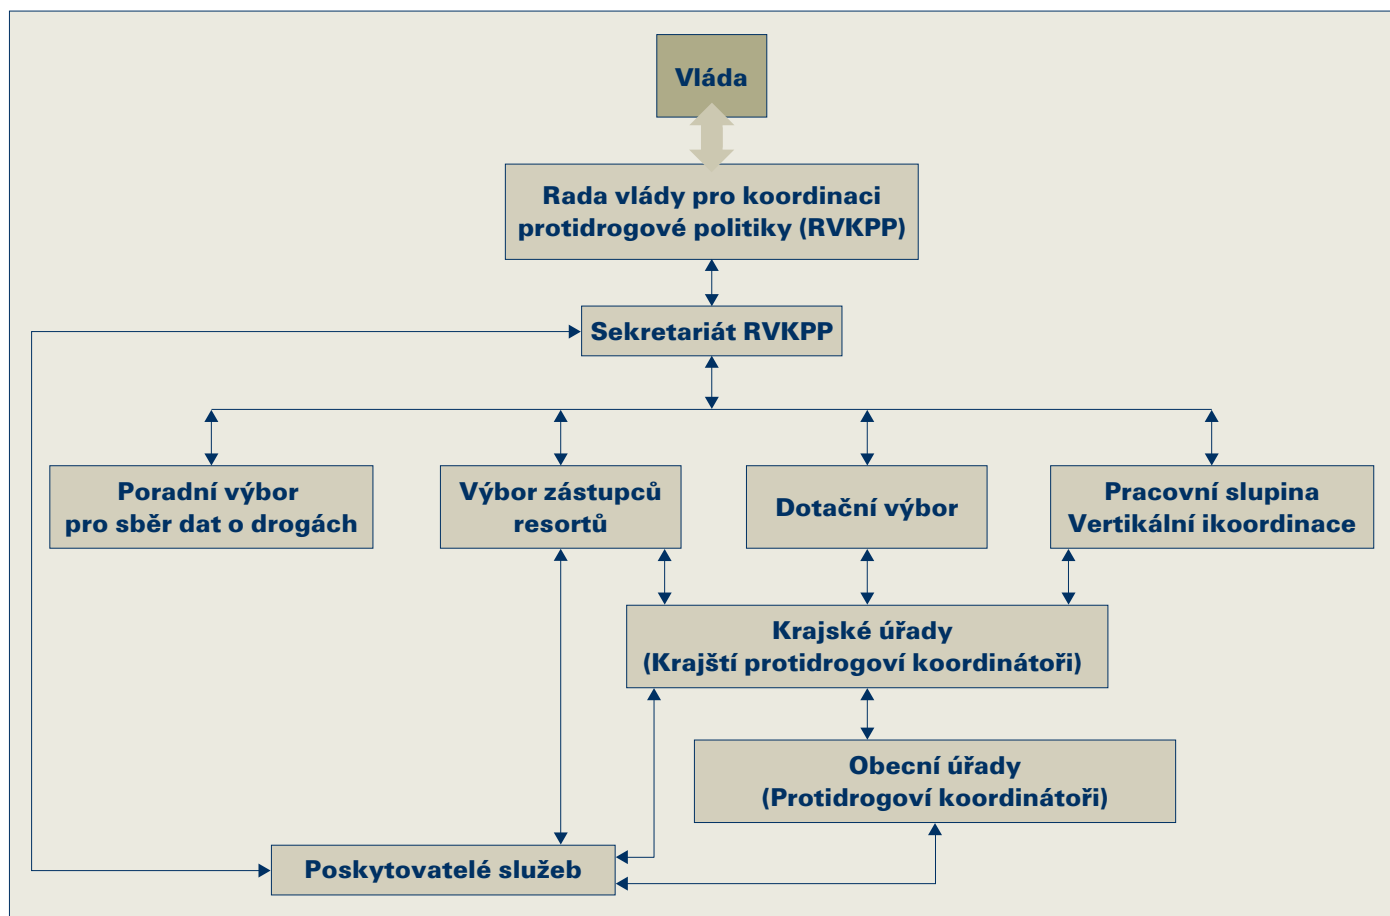 Vláda
Rada vlády pro koordinaci
protidrogové politiky (RVKPP)
Sekretariát RVKPP
Poradní výbor
pro sběr dat o drogách
Výbor zástupců
resortů
Dotační výbor
Pracovní slupina
Vertikální ikoordinace
Krajské úřady
(Krajští protidrogoví koordinátoři)
Obecní úřady
(Protidrogoví koordinátoři)
Poskytovatelé služeb